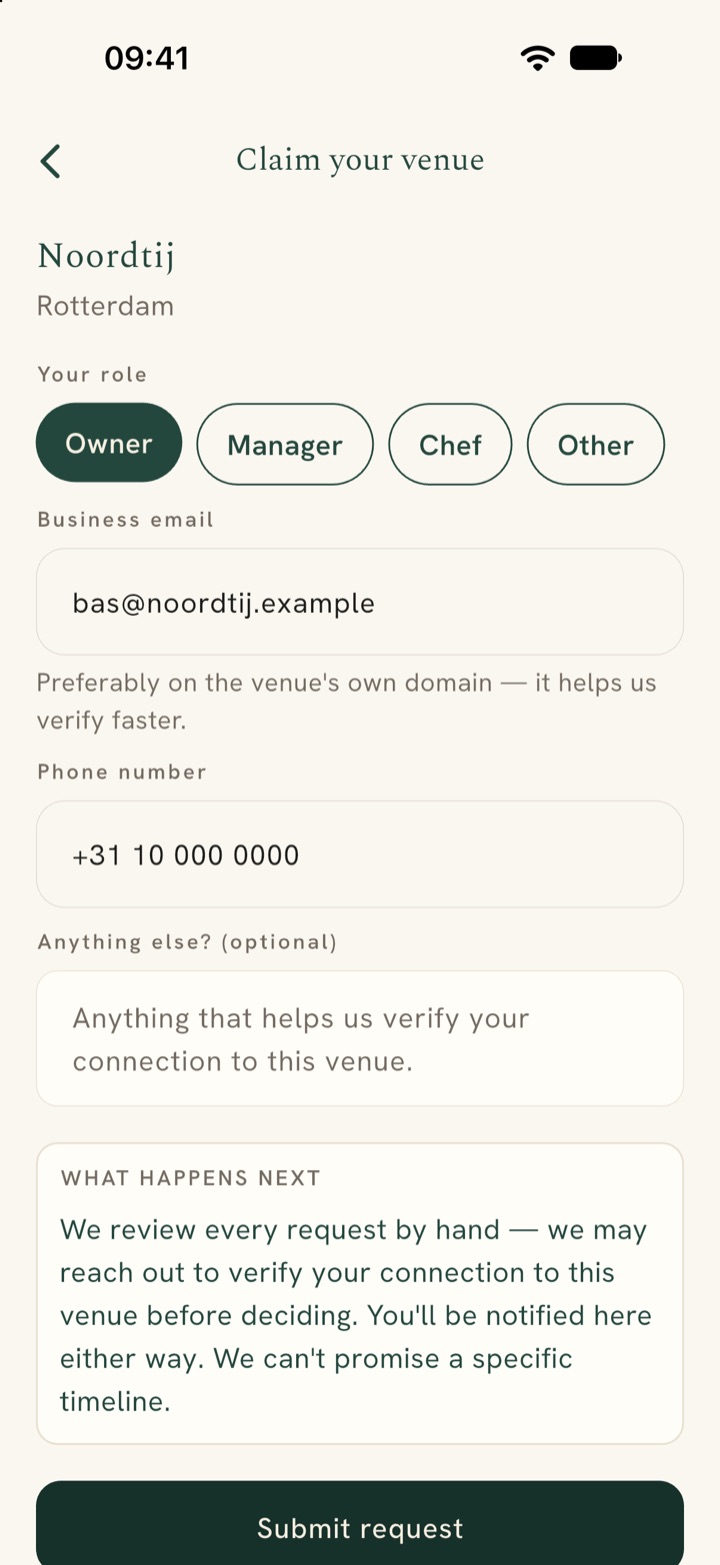 09:41
Claim your venue
Noordtij
Rotterdam
Your role
Owner Manager Chef Other
Business email
bas@noordtij.example
Preferably on the venue's own domain — it helps us
verify faster.
Phone number
+31 10 000 0000
Anything else? (optional)
Anything that helps us verify your
connection to this venue.
WHAT HAPPENS NEXT
We review every request by hand — we may
reach out to verify your connection to this
venue before deciding. You'll be notified here
either way. We can't promise a specific
timeline.
Submit request